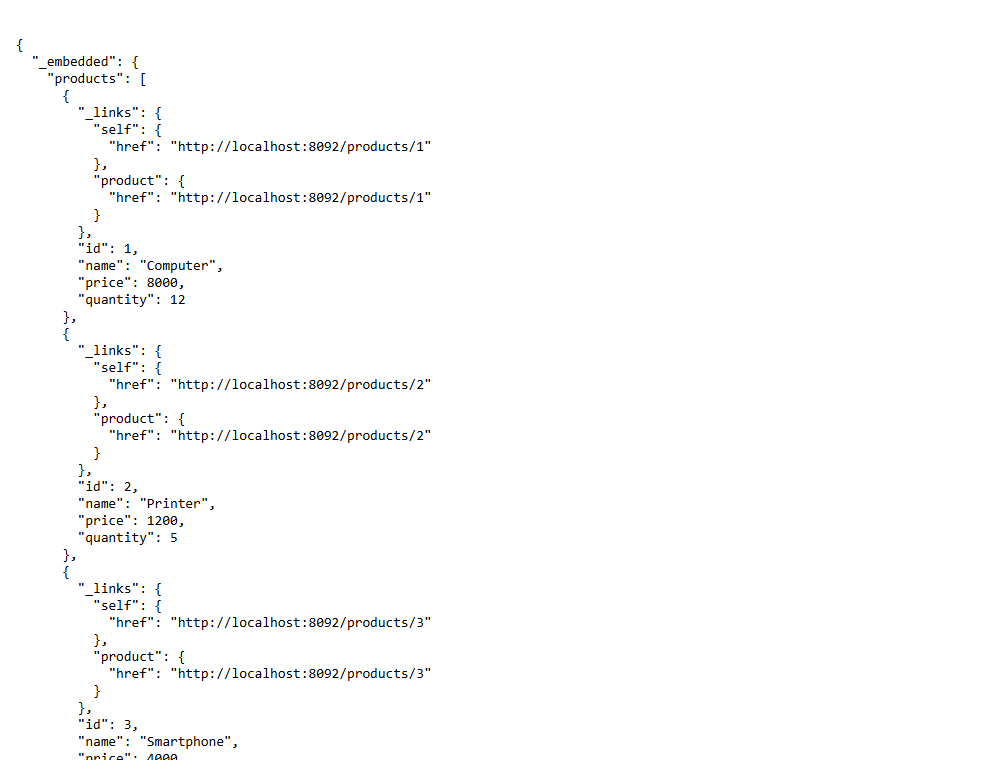 {
  "_embedded": {
    "products": [
      {
        "_links": {
          "self": {
            "href": "http://localhost:8092/products/1"
          },
          "product": {
            "href": "http://localhost:8092/products/1"
          }
        },
        "id": 1,
        "name": "Computer",
        "price": 8000,
        "quantity": 12
      },
      {
        "_links": {
          "self": {
            "href": "http://localhost:8092/products/2"
          },
          "product": {
            "href": "http://localhost:8092/products/2"
          }
        },
        "id": 2,
        "name": "Printer",
        "price": 1200,
        "quantity": 5
      },
      {
        "_links": {
          "self": {
            "href": "http://localhost:8092/products/3"
          },
          "product": {
            "href": "http://localhost:8092/products/3"
          }
        },
        "id": 3,
        "name": "Smartphone",
        "price": 4000